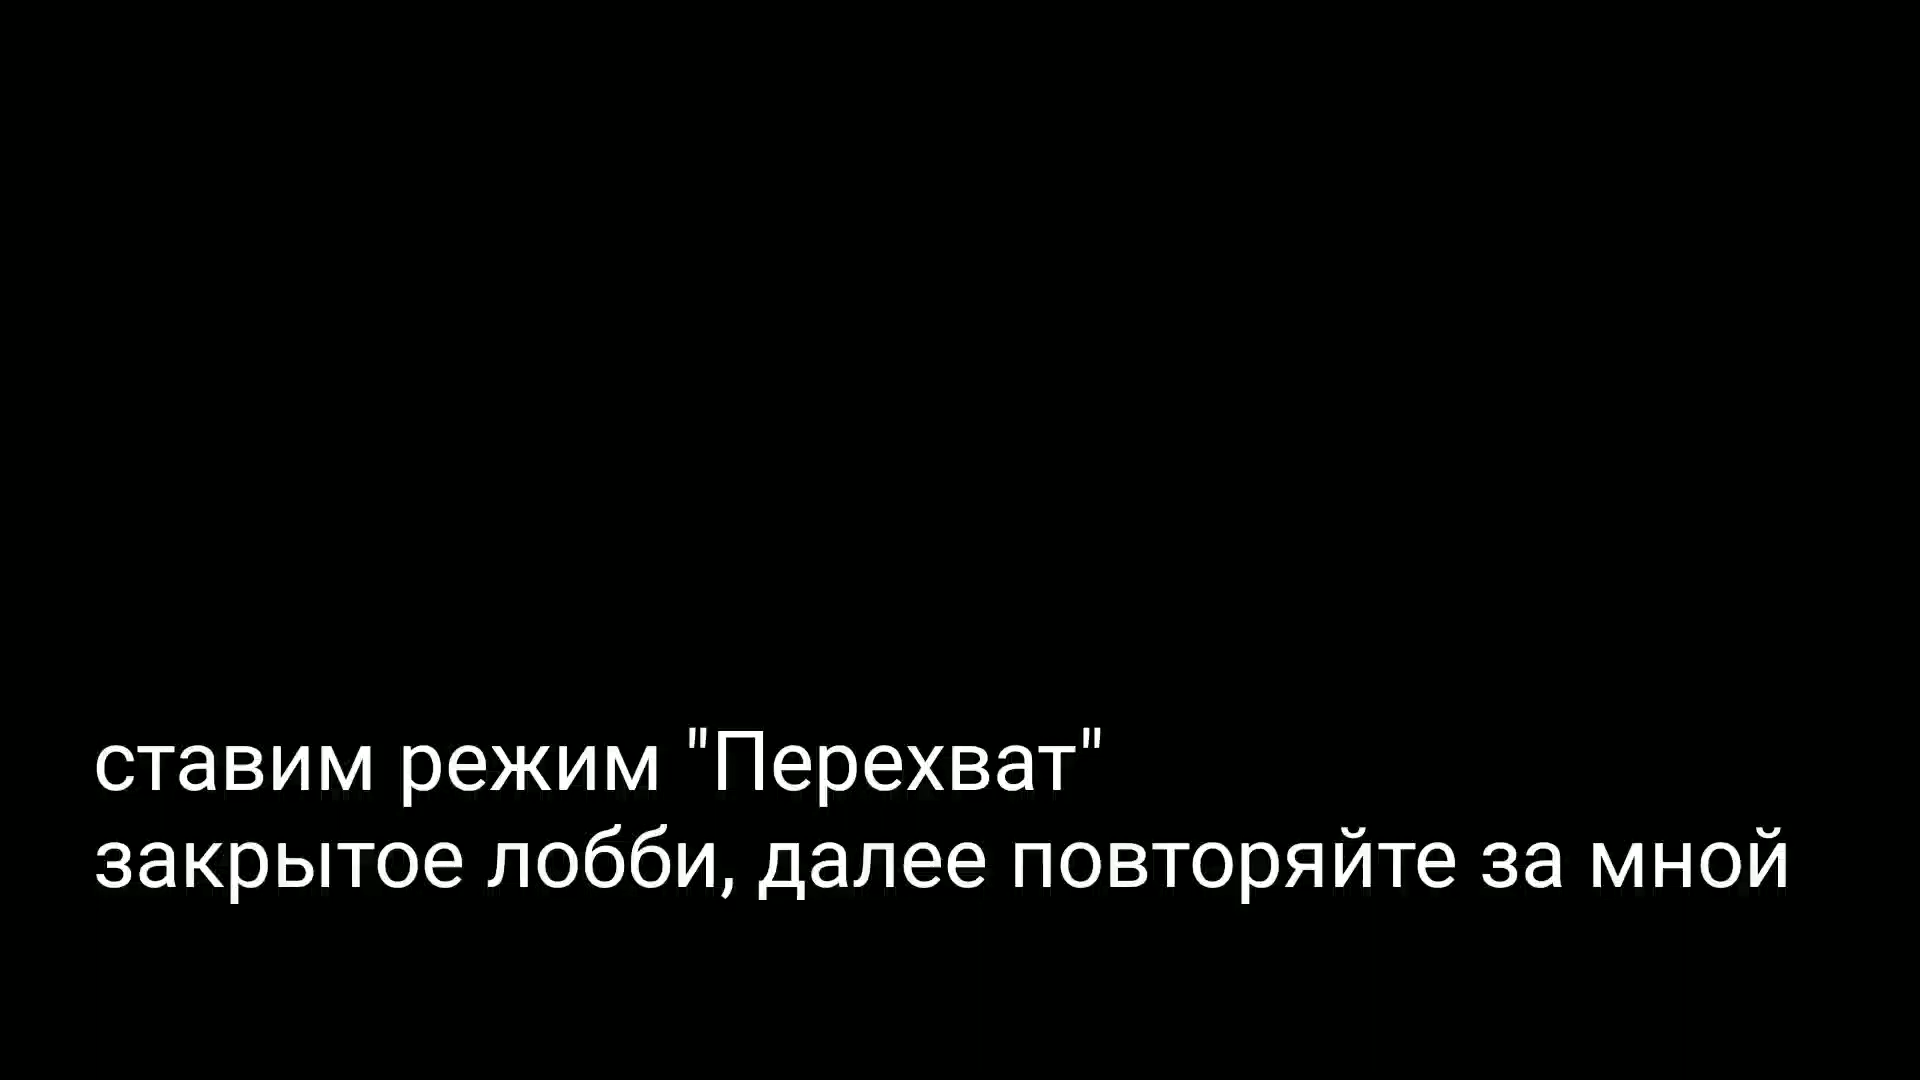 ставим режим "Перехват"
закрытое лобби, далее повторяйте за мной